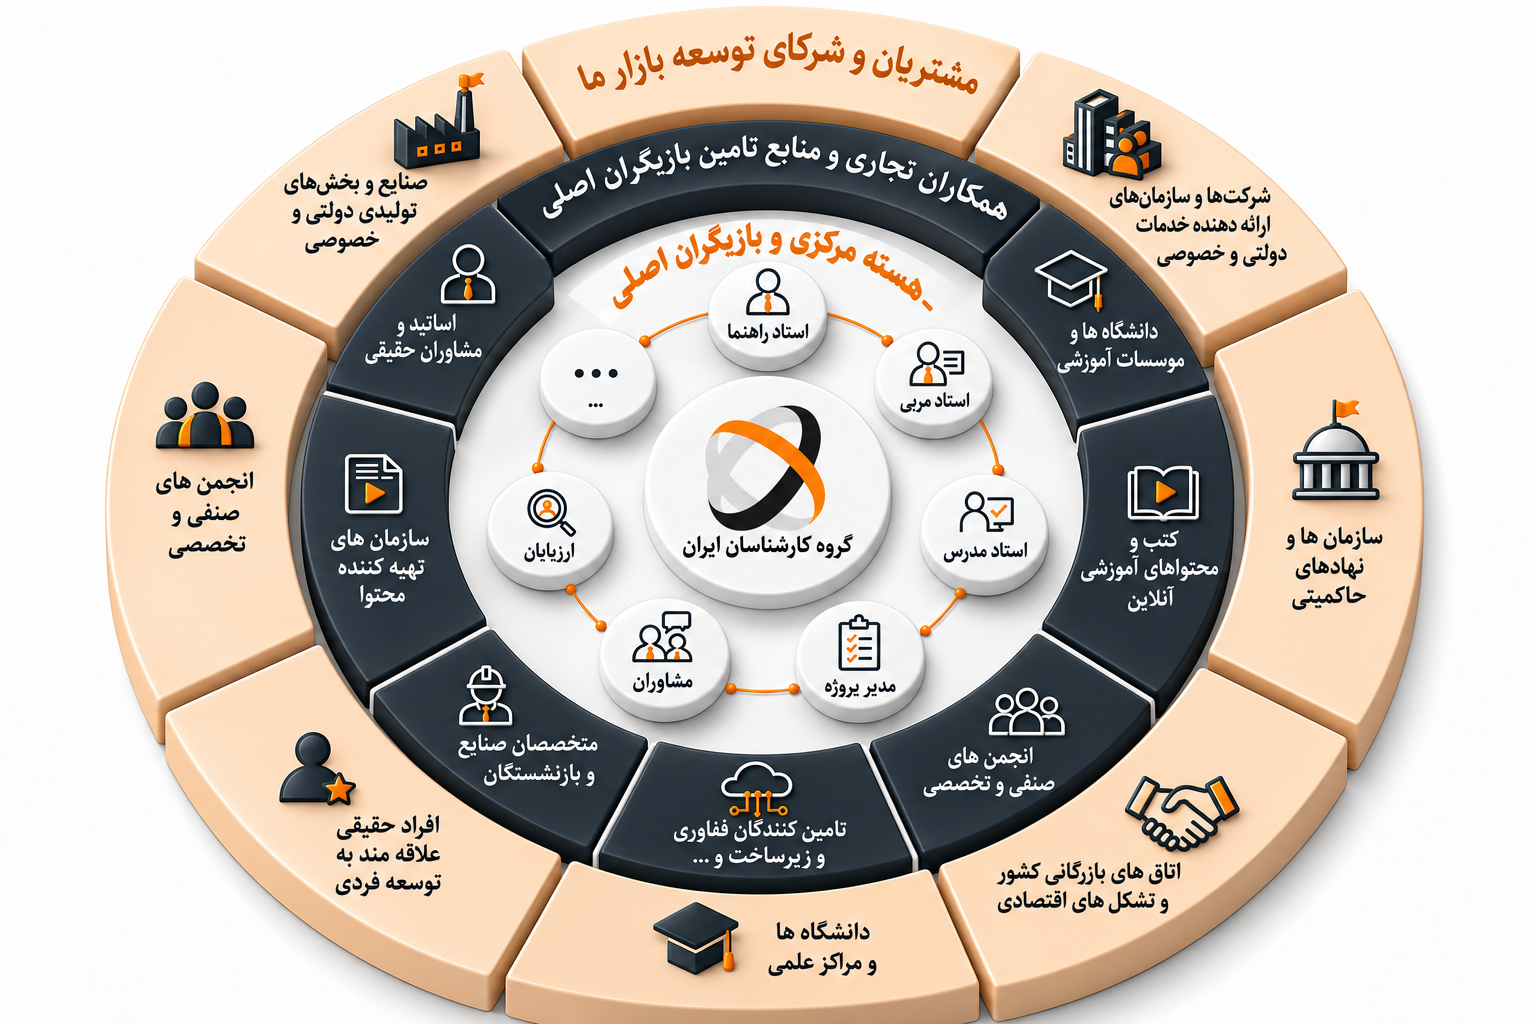 مشتریان و شرکای توسعه بازار ما
شرکت‌ها و سازمان‌های
ارائه دهنده خدمات
دولتی و خصوصی
سازمان ها و
نهادهای
حاکمیتی
اتاق های بازرگانی کشور
و تشکل های اقتصادی
دانشگاه ها
و مراکز علمی
افراد حقیقی
علاقه مند به
توسعه فردی
انجمن های
صنفی و
تخصصی
صنایع و بخش‌های
تولیدی دولتی و
خصوصی
همکاران تجاری و منابع تامین بازیگران اصلی
دانشگاه ها و
موسسات آموزشی
کتب و
محتواهای آموزشی
آنلاین
انجمن های
صنفی و تخصصی
تامین کنندگان ففاوری
و زیرساخت و ...
متخصصان صنایع
و بازنشستگان
سازمان های
تهیه کننده
محتوا
اساتید و
مشاوران حقیقی
هسته مرکزی و بازیگران اصلی -
استاد راهنما
استاد مربی
استاد مدرس
مدیر پروژه
مشاوران
ارزیابان
...
گروه کارشناسان ایران